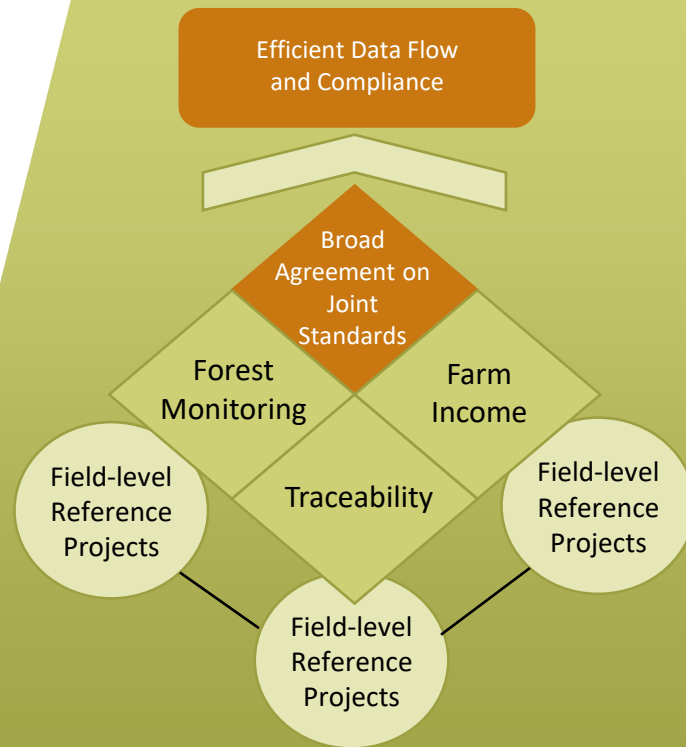 Efficient Data Flow
and Compliance
Broad
Agreement on
Joint
Standards
Forest
Monitoring
Farm
Income
Traceability
Field-level
Reference
Projects
Field-level
Reference
Projects
Field-level
Reference
Projects